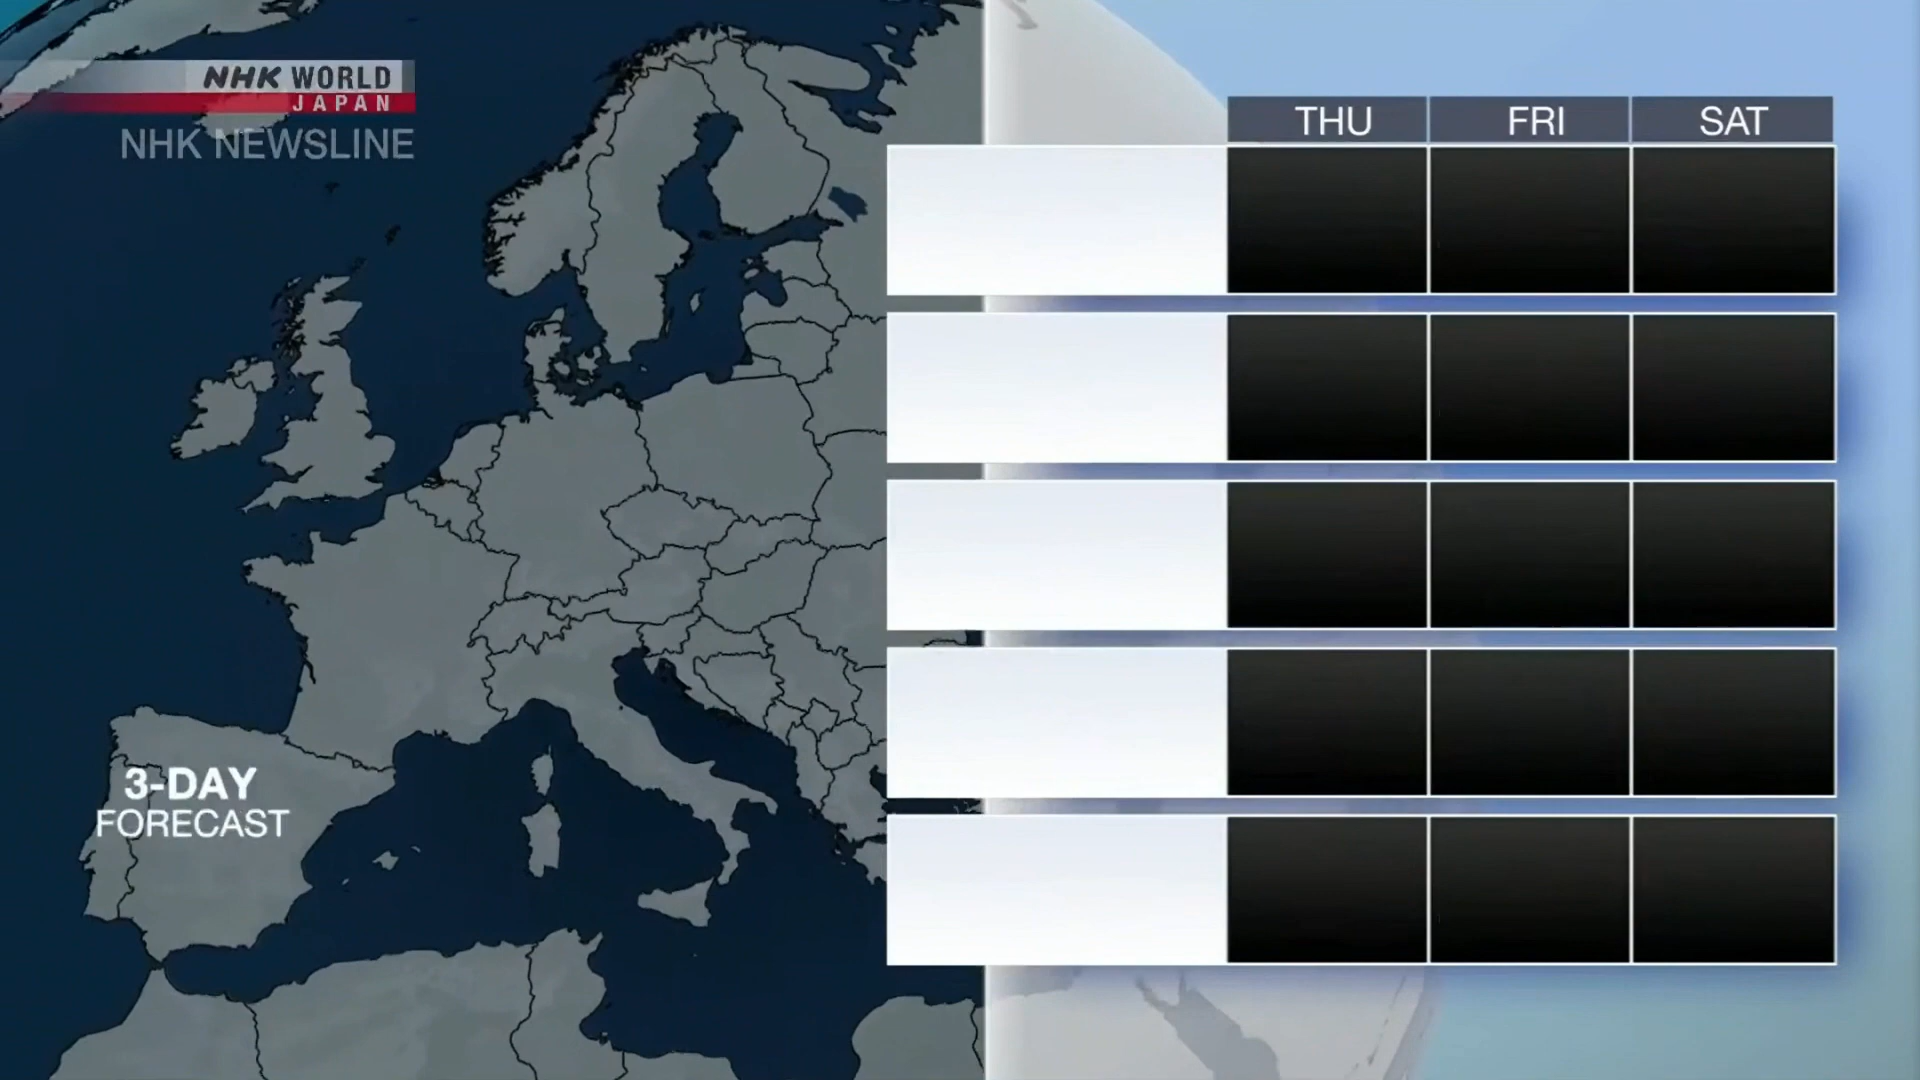 NHK WORLD
JAPAN
NHK NEWSLINE
THU FRI SAT
3-DAY
FORECAST